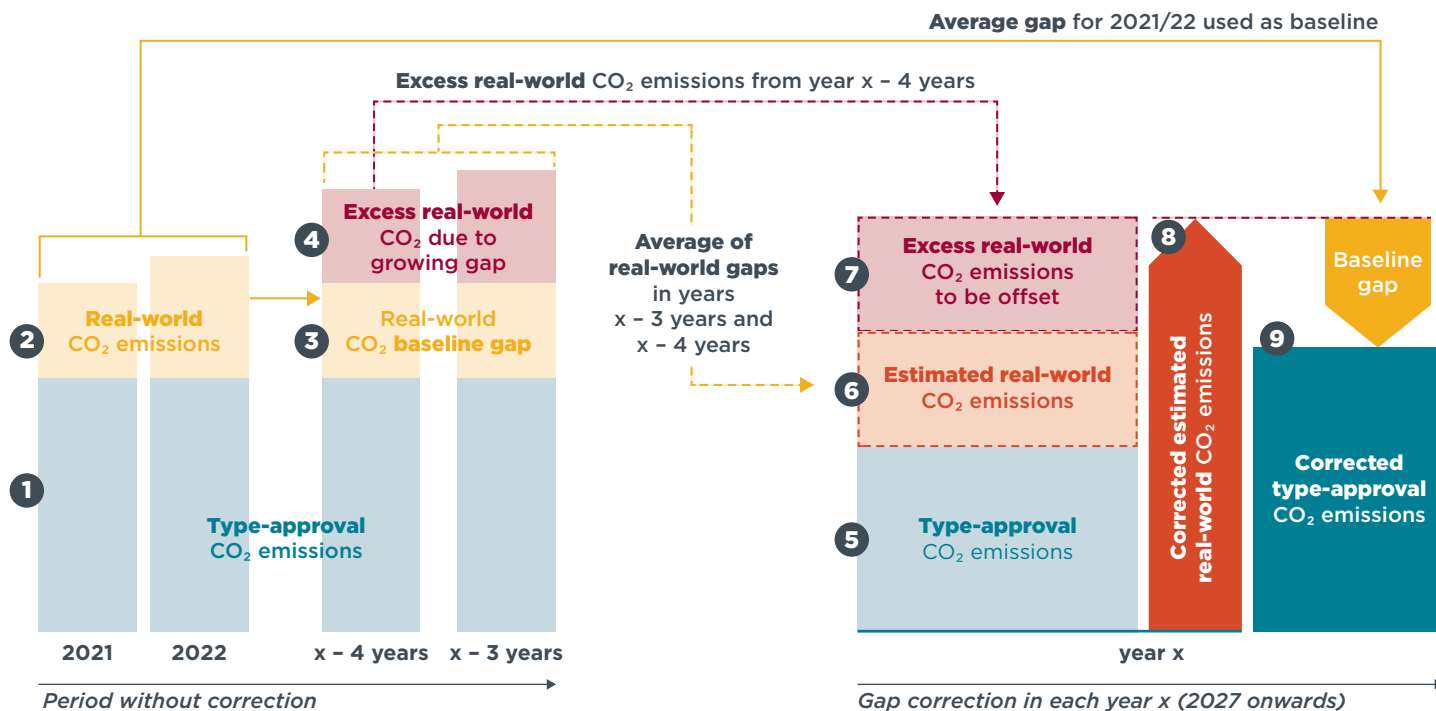 Average gap for 2021/22 used as baseline
Excess real-world CO₂ emissions from year x – 4 years
4
Excess real-world
CO₂ due to
growing gap
2
Real-world
CO₂ emissions
3
Real-world
CO₂ baseline gap
1
Type-approval
CO₂ emissions
Average of
real-world gaps
in years
x – 3 years and
x – 4 years
7
Excess real-world
CO₂ emissions
to be offset
6
Estimated real-world
CO₂ emissions
5
Type-approval
CO₂ emissions
8
Corrected estimated
real-world CO₂ emissions
Baseline
gap
9
Corrected
type-approval
CO₂ emissions
2021
2022
x – 4 years
x – 3 years
year x
Period without correction
Gap correction in each year x (2027 onwards)